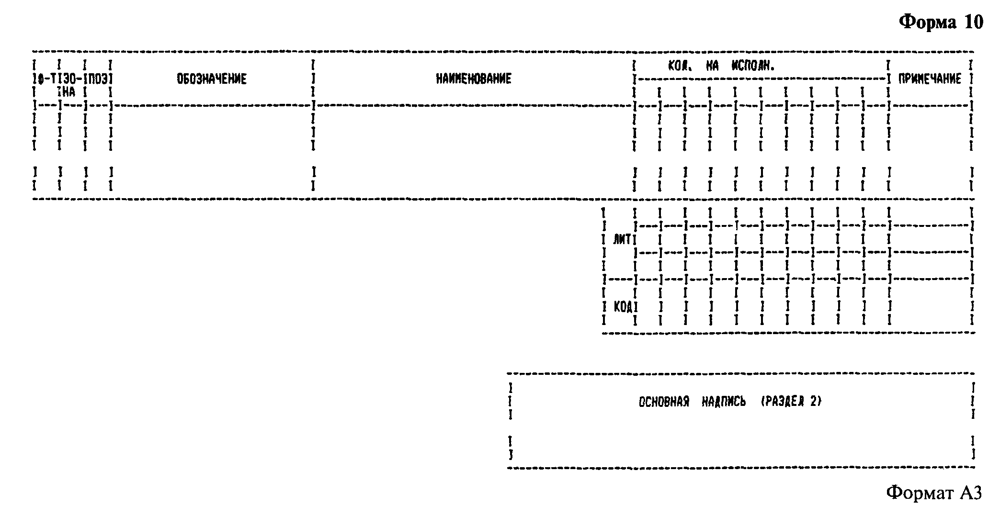 Форма 10
КОЛ. НА ИСПОЛН.
Ф-Т ЗО- ПОЗ ОБОЗНАЧЕНИЕ НАИМЕНОВАНИЕ ПРИМЕЧАНИЕ
НА
ЛИТ
КОД
ОСНОВНАЯ НАДПИСЬ (РАЗДЕЛ 2)
Формат А3